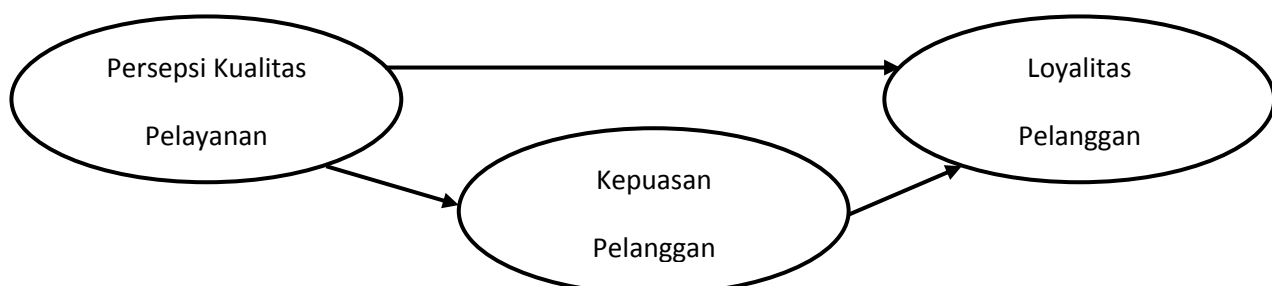 Persepsi Kualitas
Pelayanan
Loyalitas
Pelanggan
Kepuasan
Pelanggan